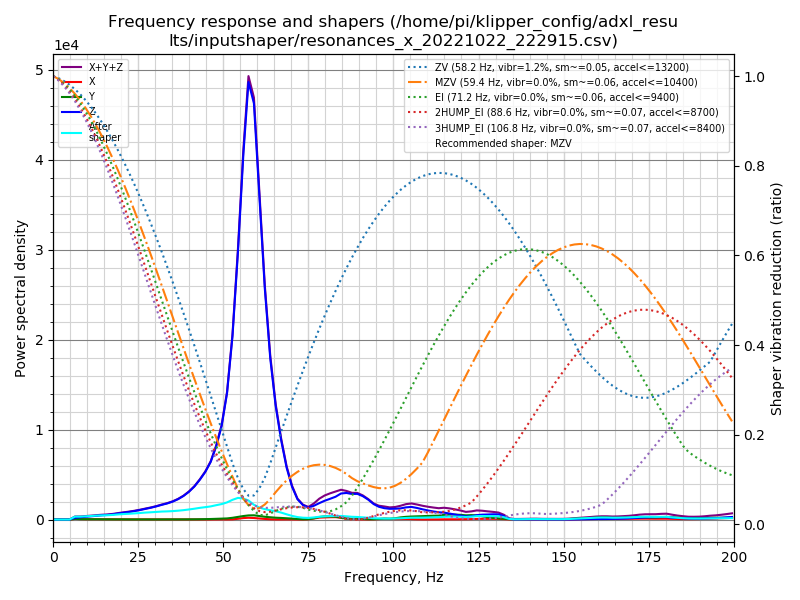 Frequency response and shapers (/home/pi/klipper_config/adxl_resu
lts/inputshaper/resonances_x_20221022_222915.csv)
1e4
X+Y+Z
X
Y
Z
After
shaper
ZV (58.2 Hz, vibr=1.2%, sm~=0.05, accel<=13200)
MZV (59.4 Hz, vibr=0.0%, sm~=0.06, accel<=10400)
EI (71.2 Hz, vibr=0.0%, sm~=0.06, accel<=9400)
2HUMP_EI (88.6 Hz, vibr=0.0%, sm~=0.07, accel<=8700)
3HUMP_EI (106.8 Hz, vibr=0.0%, sm~=0.07, accel<=8400)
Recommended shaper: MZV
5
4
3
2
1
0
Power spectral density
1.0
0.8
0.6
0.4
0.2
0.0
Shaper vibration reduction (ratio)
0 25 50 75 100 125 150 175 200
Frequency, Hz